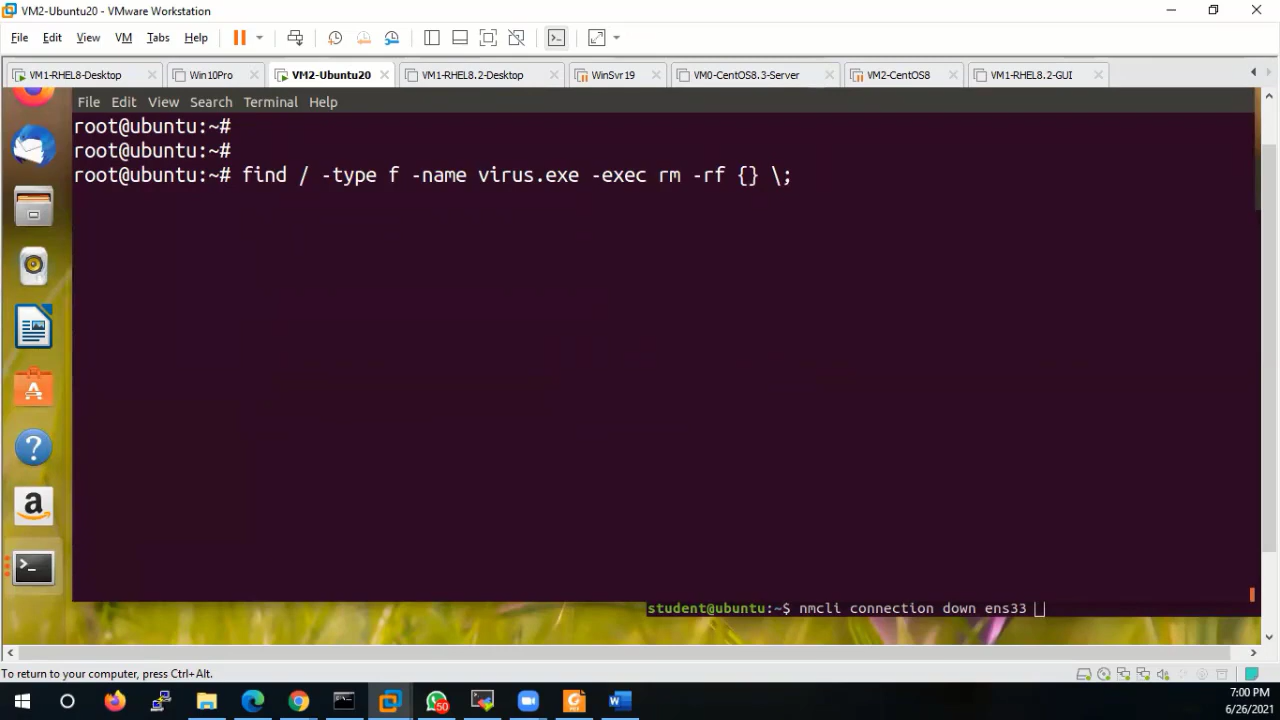 VM2-Ubuntu20 - VMware Workstation
File Edit View VM Tabs Help
VM1-RHEL8-Desktop Win10Pro VM2-Ubuntu20 VM1-RHEL8.2-Desktop WinSvr19 VM0-CentOS8.3-Server VM2-CentOS8 VM1-RHEL8.2-GUI
File Edit View Search Terminal Help
root@ubuntu:~#
root@ubuntu:~#
root@ubuntu:~# find / -type f -name virus.exe -exec rm -rf {} \;
student@ubuntu:~$ nmcli connection down ens33
To return to your computer, press Ctrl+Alt.
50
7:00 PM
6/26/2021